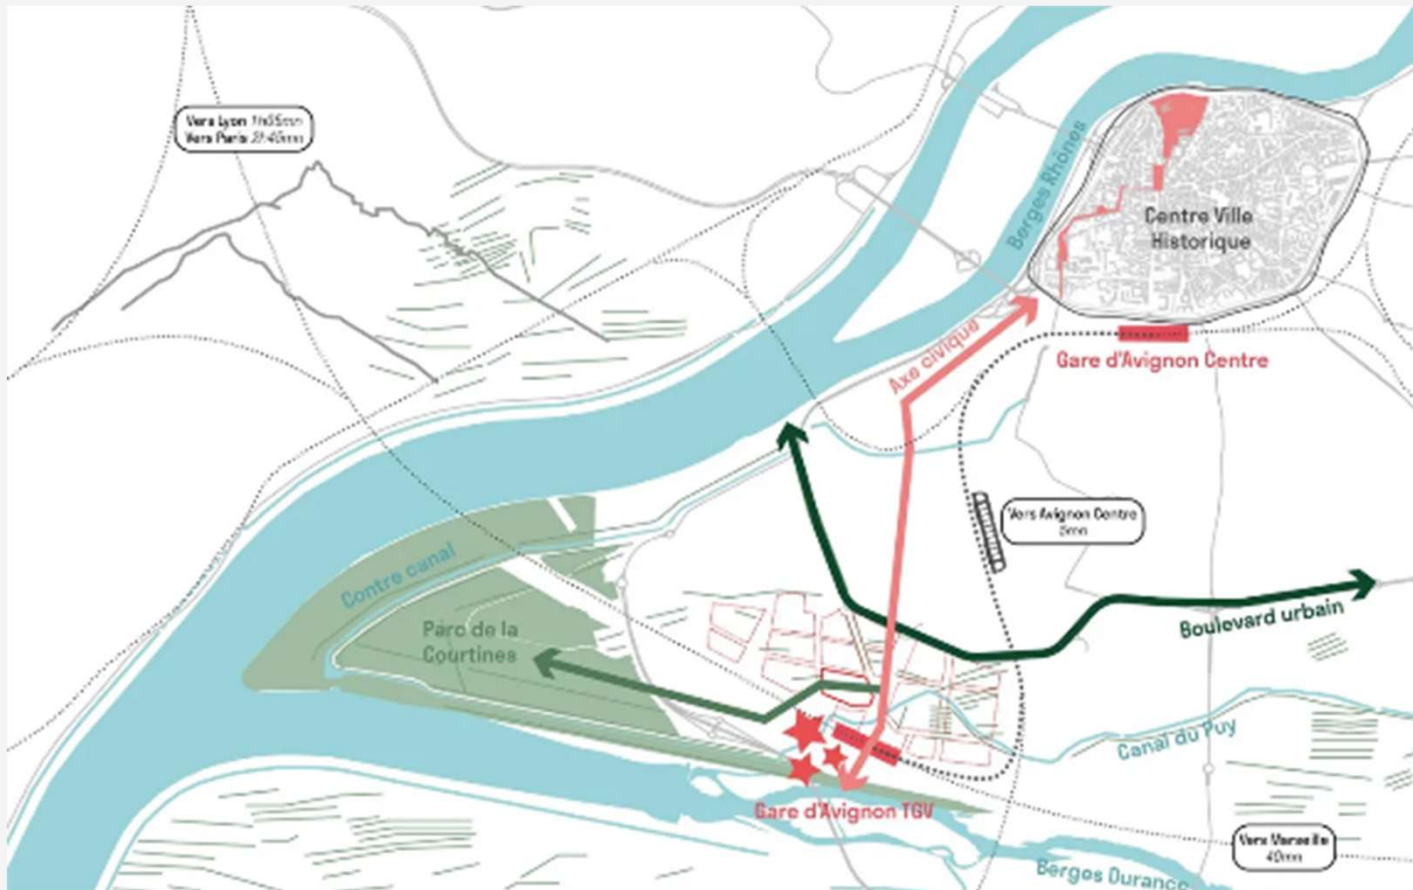 Vers Lyon 1h05mn
Vers Paris 2h40mn
Berges Rhônes
Centre Ville
Historique
Axe civique
Gare d'Avignon Centre
Vers Avignon Centre
5mn
Contre canal
Parc de la
Courtines
Boulevard urbain
Canal du Puy
Gare d'Avignon TGV
Vers Marseille
40mn
Berges Durance